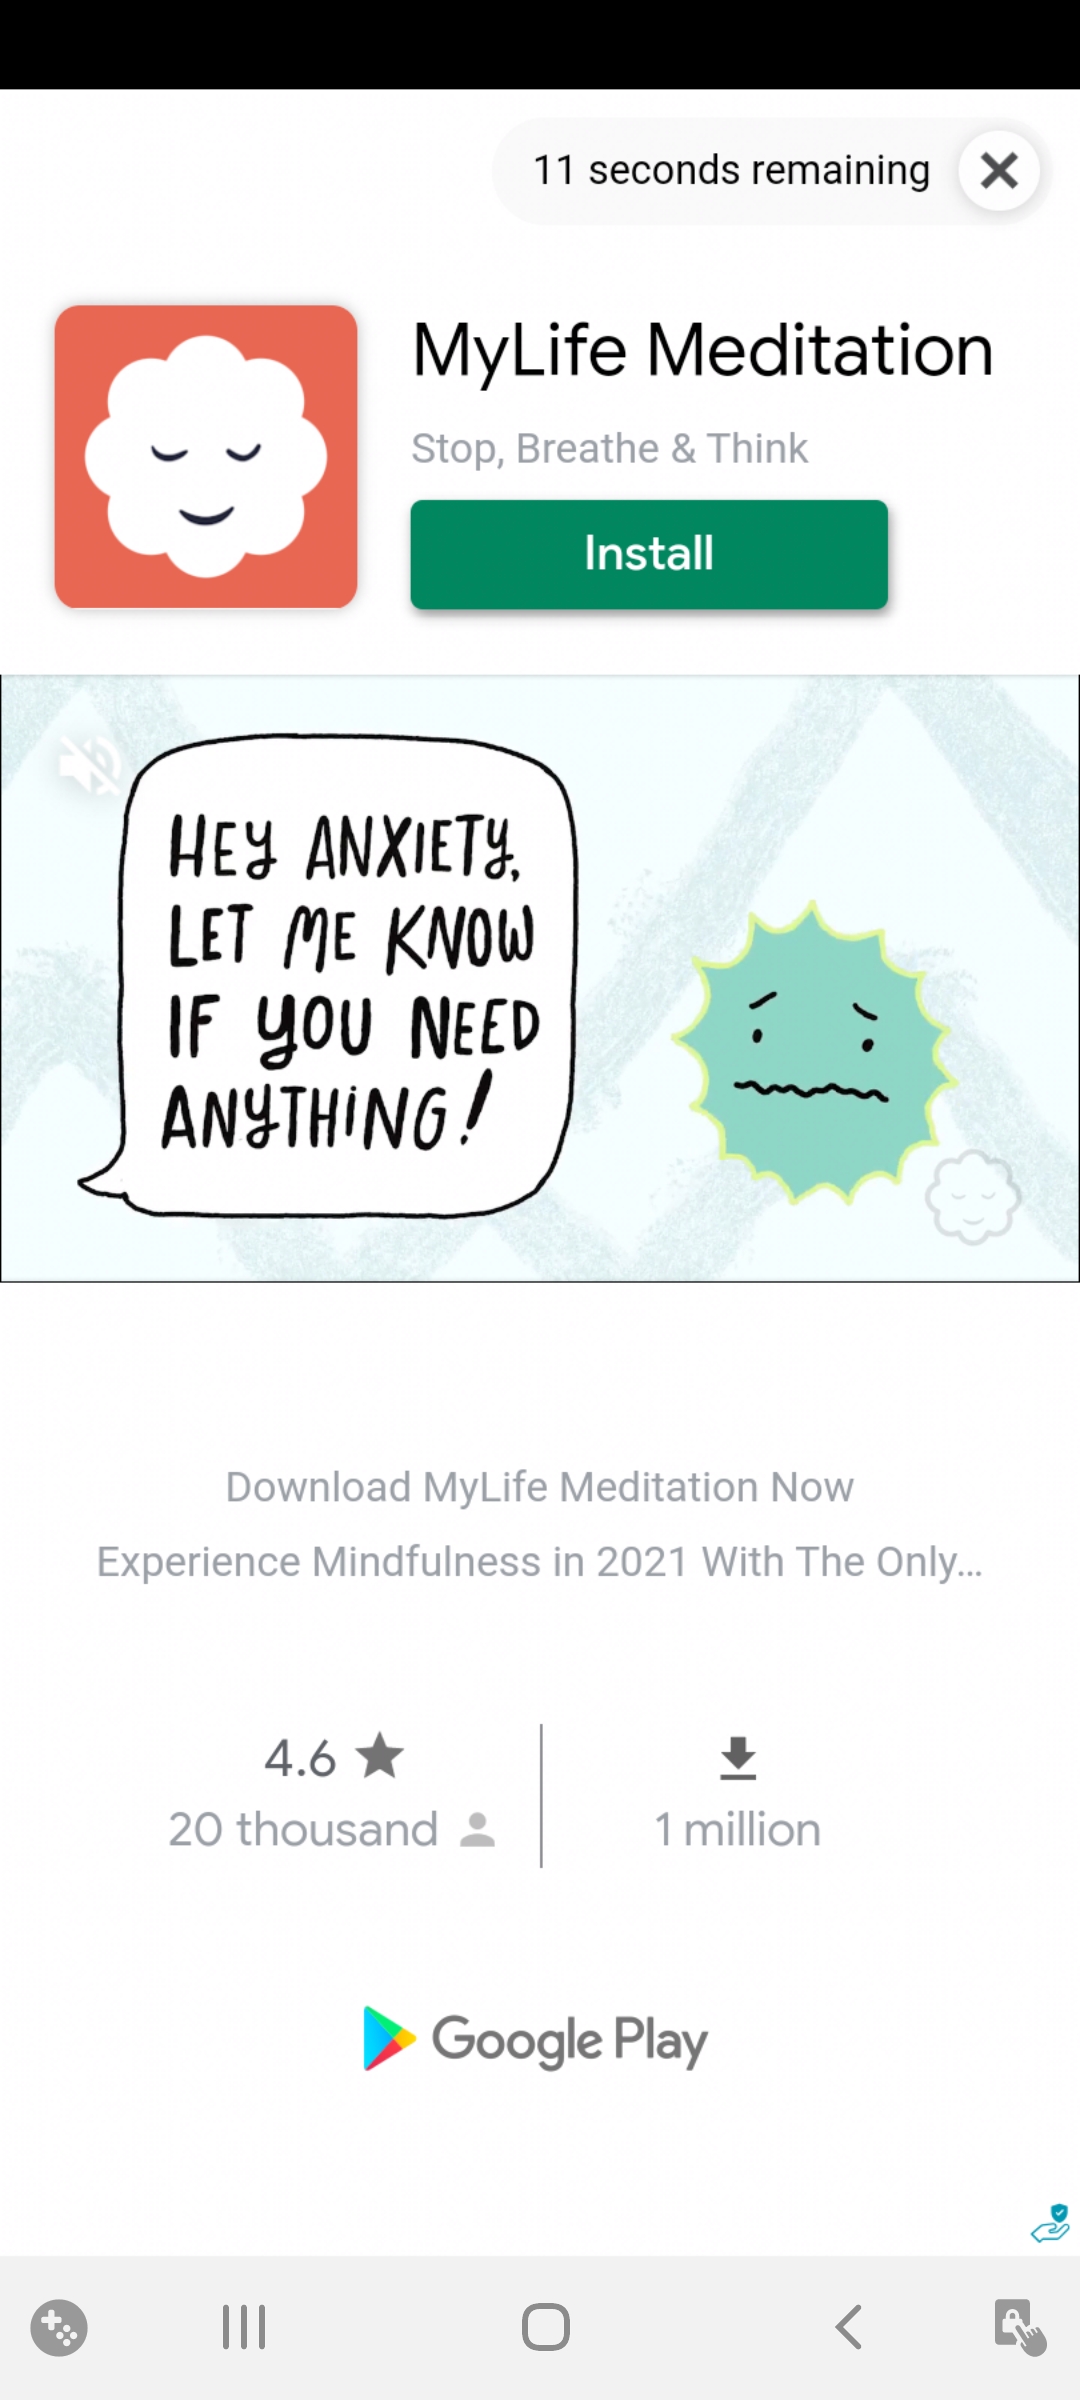 11 seconds remaining
MyLife Meditation
Stop, Breathe & Think
Install
HEY ANXIETY,
LET ME KNOW
IF YOU NEED
ANYTHING!
Download MyLife Meditation Now
Experience Mindfulness in 2021 With The Only...
4.6
20 thousand
1 million
Google Play